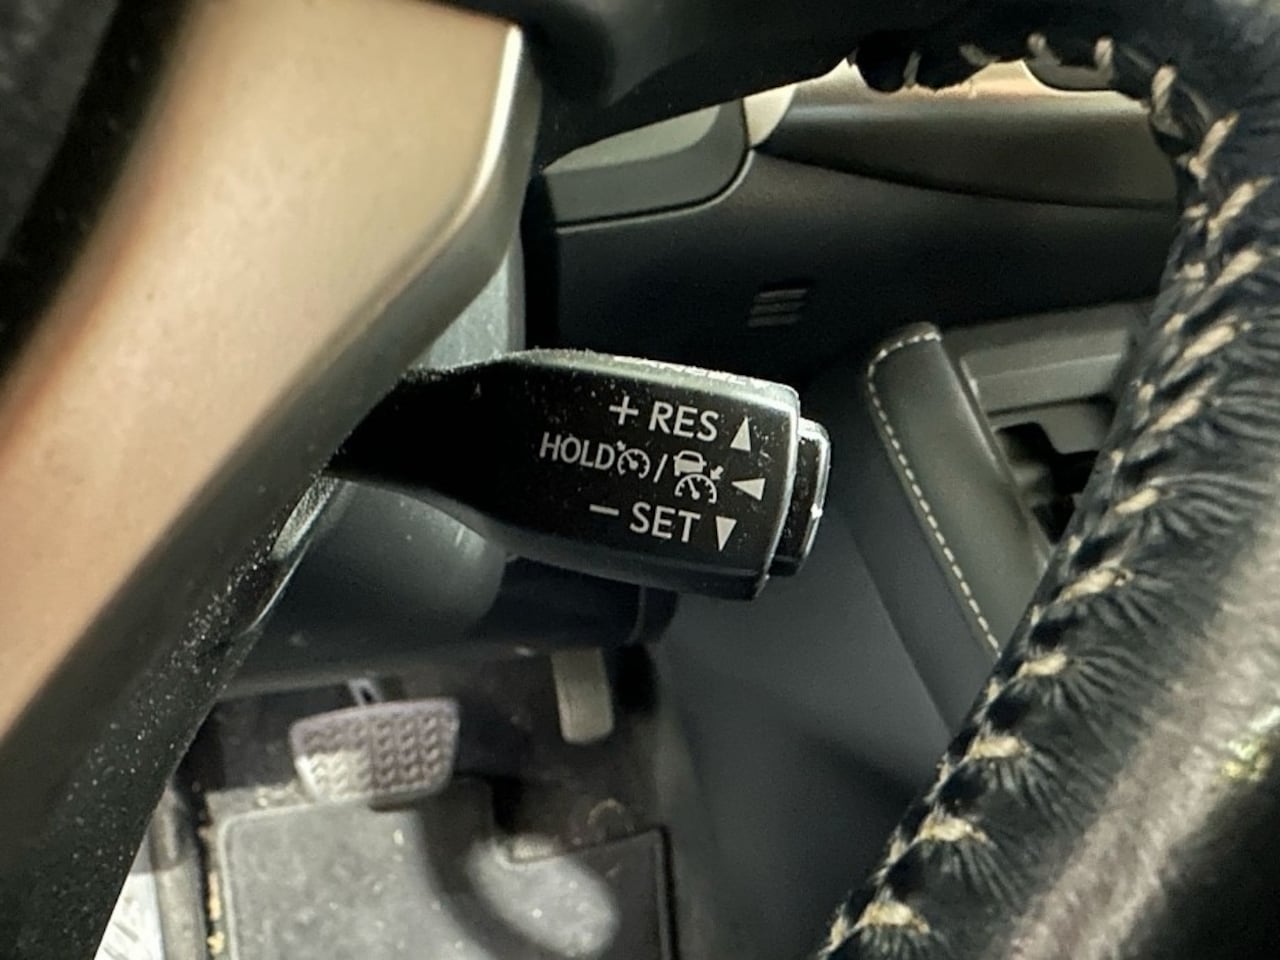 + RES ▲
HOLD / ◀
− SET ▼